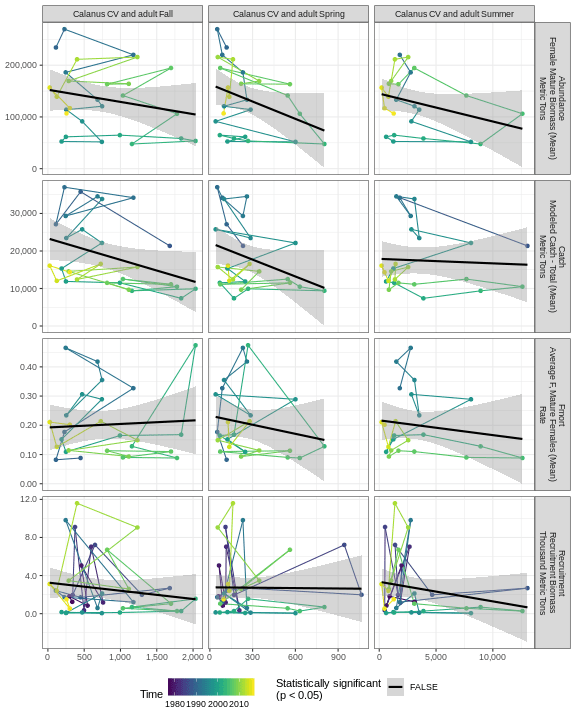 Calanus CV and adult Fall
Calanus CV and adult Spring
Calanus CV and adult Summer
200,000
100,000
0
Abundance
Female Mature Biomass (Mean)
Metric Tons
30,000
20,000
10,000
0
Catch
Modeled Catch - Total (Mean)
Metric Tons
0.40
0.30
0.20
0.10
0.00
Fmort
Average F, Mature Females (Mean)
Rate
12.0
8.0
4.0
0.0
Recruitment
Recruitment Biomass
Thousand Metric Tons
0 500 1,000 1,500 2,000
0 300 600 900
0 5,000 10,000
Time
1980 1990 2000 2010
Statistically significant
(p < 0.05)
FALSE